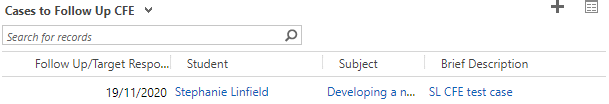 Cases to Follow Up CFE
Search for records
Follow Up/Target Respo... Student Subject Brief Description
19/11/2020 Stephanie Linfield Developing a n... SL CFE test case